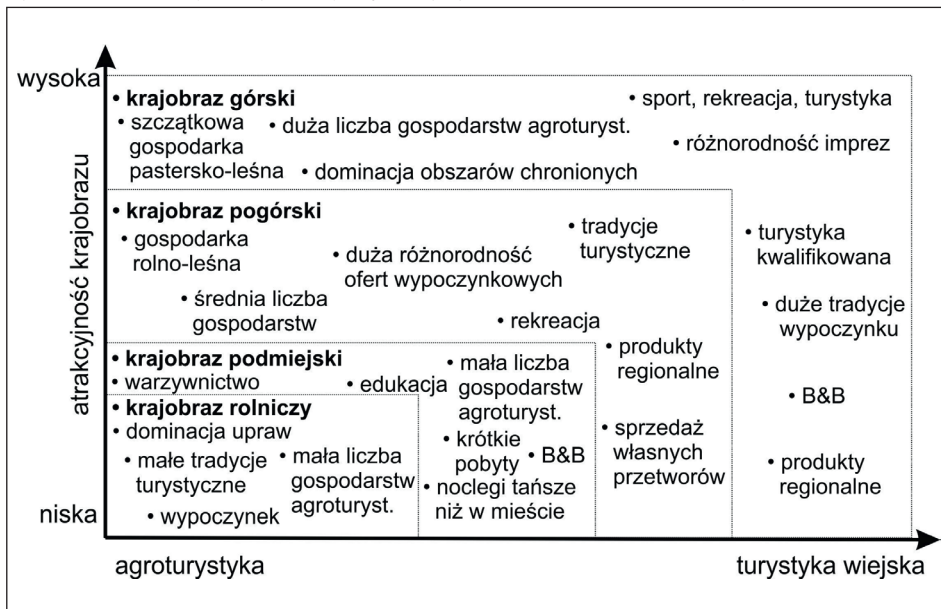 wysoka
• krajobraz górski
• sport, rekreacja, turystyka
• szczątkowa
gospodarka
pastersko-leśna
• duża liczba gospodarstw agroturyst.
• różnorodność imprez
• dominacja obszarów chronionych
• krajobraz pogórski
• gospodarka
rolno-leśna
• duża różnorodność
ofert wypoczynkowych
• tradycje
turystyczne
• turystyka
kwalifikowana
• średnia liczba
gospodarstw
• rekreacja
• duże tradycje
wypoczynku
• krajobraz podmiejski
• warzywnictwo
• edukacja
• mała liczba
gospodarstw
agroturyst.
• produkty
regionalne
• B&B
• krajobraz rolniczy
• dominacja upraw
• małe tradycje
turystyczne
• mała liczba
gospodarstw
agroturyst.
• wypoczynek
• krótkie
pobyty
• B&B
• noclegi tańsze
niż w mieście
• sprzedaż
własnych
przetworów
• produkty
regionalne
niska
atrakcyjność krajobrazu
agroturystyka
turystyka wiejska